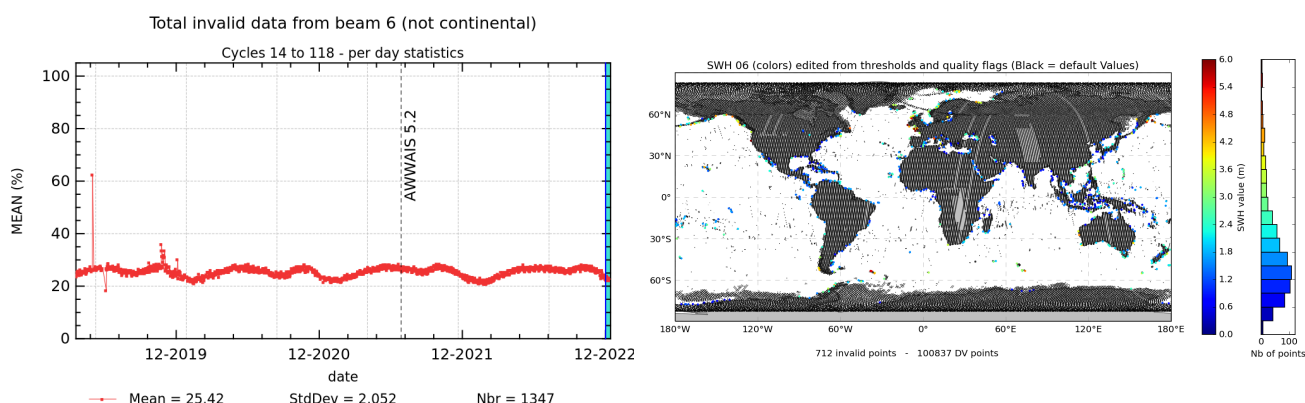 Total invalid data from beam 6 (not continental)
Cycles 14 to 118 - per day statistics
100
80
60
40
20
0
MEAN (%)
AWWAIS 5.2
12-2019 12-2020 12-2021 12-2022
date
Mean = 25.42 StdDev = 2.052 Nbr = 1347
SWH 06 (colors) edited from thresholds and quality flags (Black = default Values)
60°N
30°N
0°
30°S
60°S
180°W 120°W 60°W 0° 60°E 120°E 180°E
712 invalid points - 100837 DV points
6.0
5.4
4.8
4.2
3.6
3.0
2.4
1.8
1.2
0.6
0.0
SWH value (m)
0 100
Nb of points